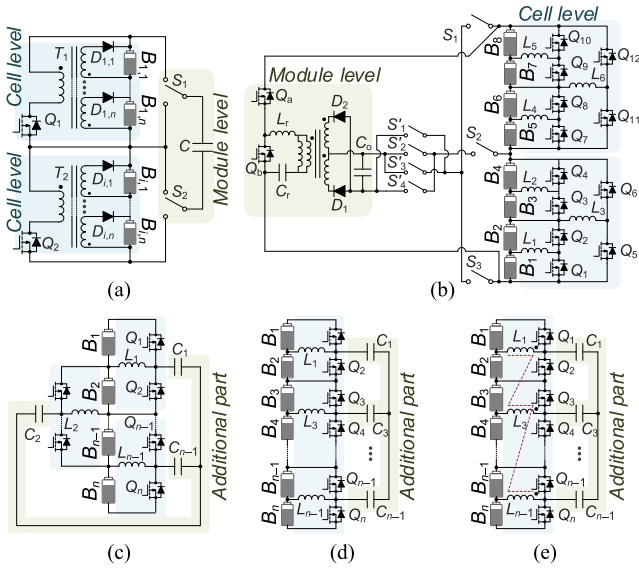 Cell level
T1
D1,1
D1,n
B1,1
B1,n
Q1
S1
C
Module level
S2
Cell level
T2
Di,1
Di,n
Bi,1
Bi,n
Q2
(a)
Module level
Qa
Lr
Qb
Cr
D2
Co
D1
S'1
S'2
S'3
S'4
S1
S2
S3
Cell level
B8
L5
Q10
Q12
B7
Q9
L6
B6
Q8
L4
B5
Q7
Q11
B4
L2
Q4
Q6
B3
Q3
L3
B2
Q2
L1
B1
Q1
Q5
(b)
B1
Q1
L1
C1
B2
Q2
C2
L2
Bn−1
Qn−1
Ln−1
Cn−1
Bn
Qn
Additional part
(c)
B1
Q1
C1
L1
B2
Q2
B3
Q3
L3
C3
B4
Q4
Bn−1
Qn−1
Cn−1
Bn
Ln−1
Qn
Additional part
(d)
B1
L1
Q1
C1
B2
Q2
B3
Q3
L3
C3
B4
Q4
Bn−1
Qn−1
Cn−1
Bn
Ln−1
Qn
Additional part
(e)